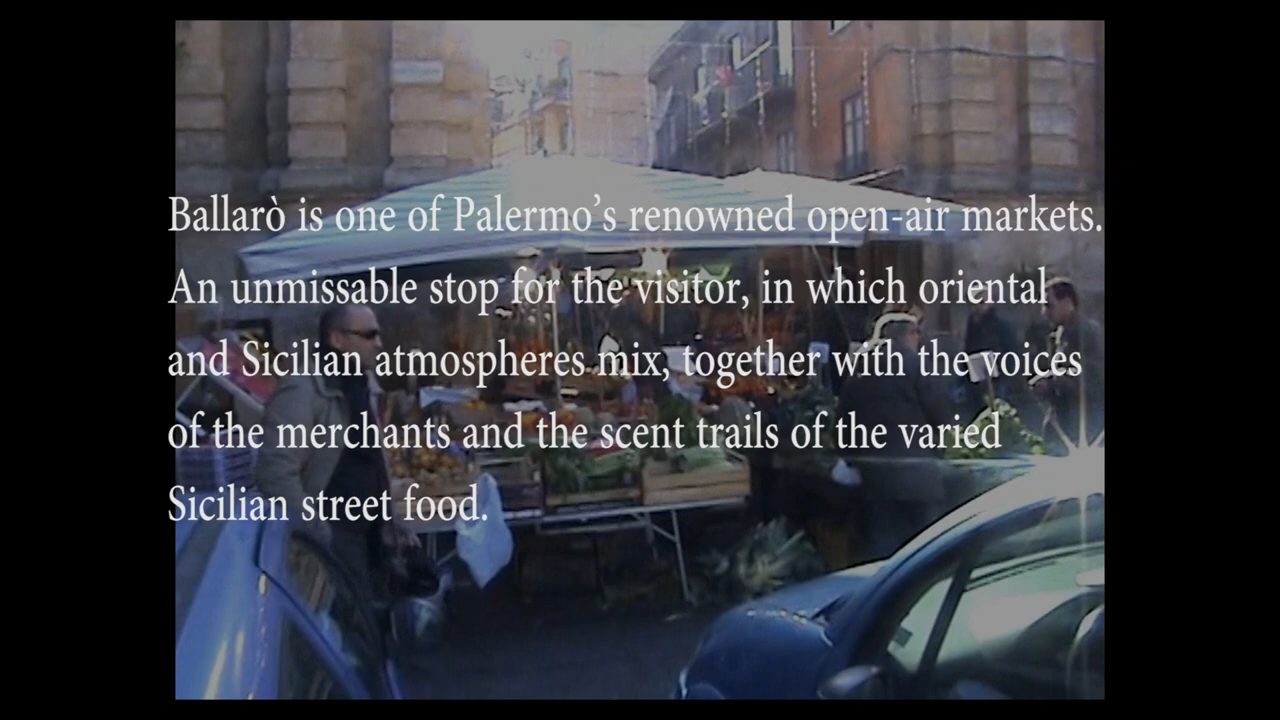 Ballarò is one of Palermo’s renowned open-air markets.
An unmissable stop for the visitor, in which oriental
and Sicilian atmospheres mix, together with the voices
of the merchants and the scent trails of the varied
Sicilian street food.